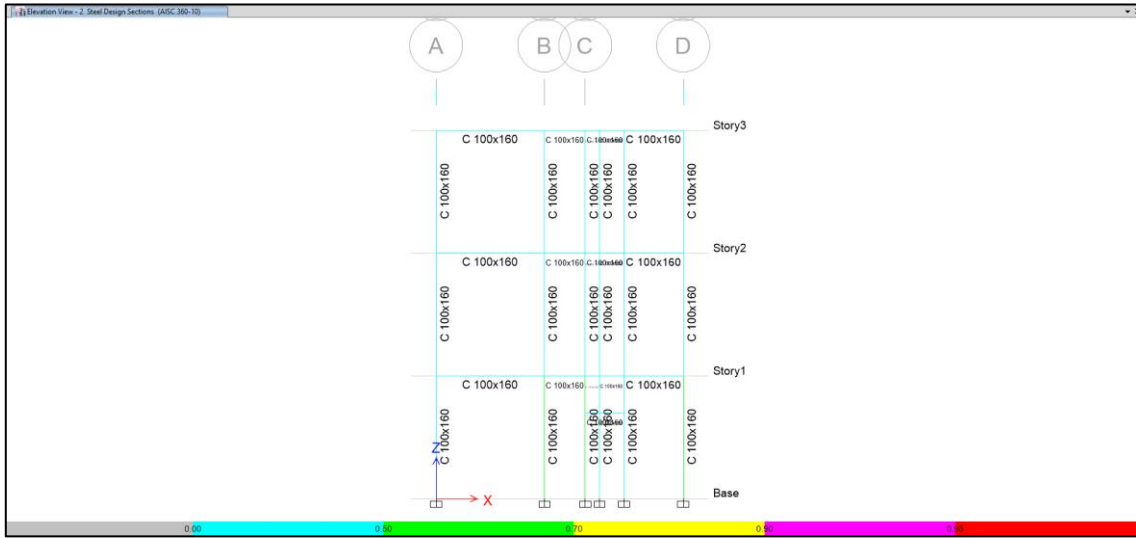 Elevation View - 2 Steel Design Sections (AISC 360-10)
A B C D
Story3
C 100x160 C 100x160 C 100x160
C 100x160 C 100x160 C 100x160 C 100x160 C 100x160 C 100x160
Story2
C 100x160 C 100x160 C 100x160
C 100x160 C 100x160 C 100x160 C 100x160 C 100x160 C 100x160
Story1
C 100x160 C 100x160 C 100x160 C 100x160
C 100x160 C 100x160 C 100x160 C 100x160 C 100x160 C 100x160
Z
X
Base
0.00 0.50 0.70 0.90 0.95